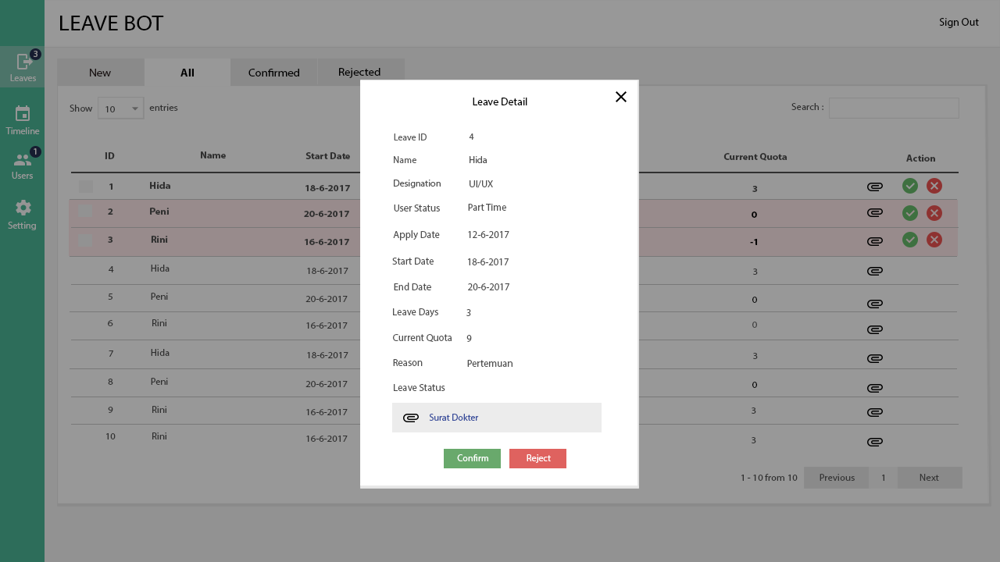 LEAVE BOT
Sign Out
3
Leaves
Timeline
1
Users
Setting
New
All
Confirmed
Rejected
Show 10 entries
Search :
ID Name Start Date Current Quota Action
1 Hida 18-6-2017 3
2 Peni 20-6-2017 0
3 Rini 16-6-2017 -1
4 Hida 18-6-2017 3
5 Peni 20-6-2017 0
6 Rini 16-6-2017 0
7 Hida 18-6-2017 3
8 Peni 20-6-2017 0
9 Rini 16-6-2017 3
10 Rini 16-6-2017 3
1 - 10 from 10 Previous 1 Next
Leave Detail
Leave ID 4
Name Hida
Designation UI/UX
User Status Part Time
Apply Date 12-6-2017
Start Date 18-6-2017
End Date 20-6-2017
Leave Days 3
Current Quota 9
Reason Pertemuan
Leave Status
Surat Dokter
Confirm Reject